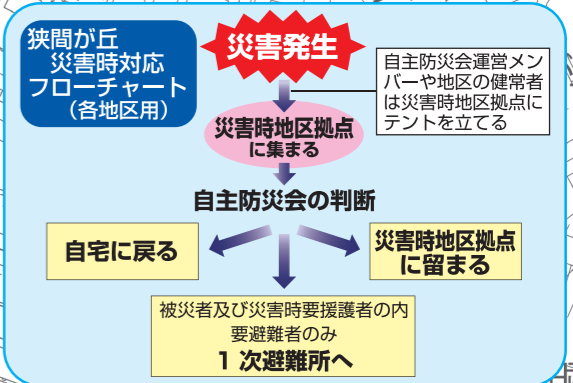 狭間が丘
災害時対応
フローチャート
(各地区用)
災害発生
自主防災会運営メン
バーや地区の健常者
は災害時地区拠点に
テントを立てる
災害時地区拠点
に集まる
自主防災会の判断
自宅に戻る
災害時地区拠点
に留まる
被災者及び災害時要援護者の内
要避難者のみ
1次避難所へ